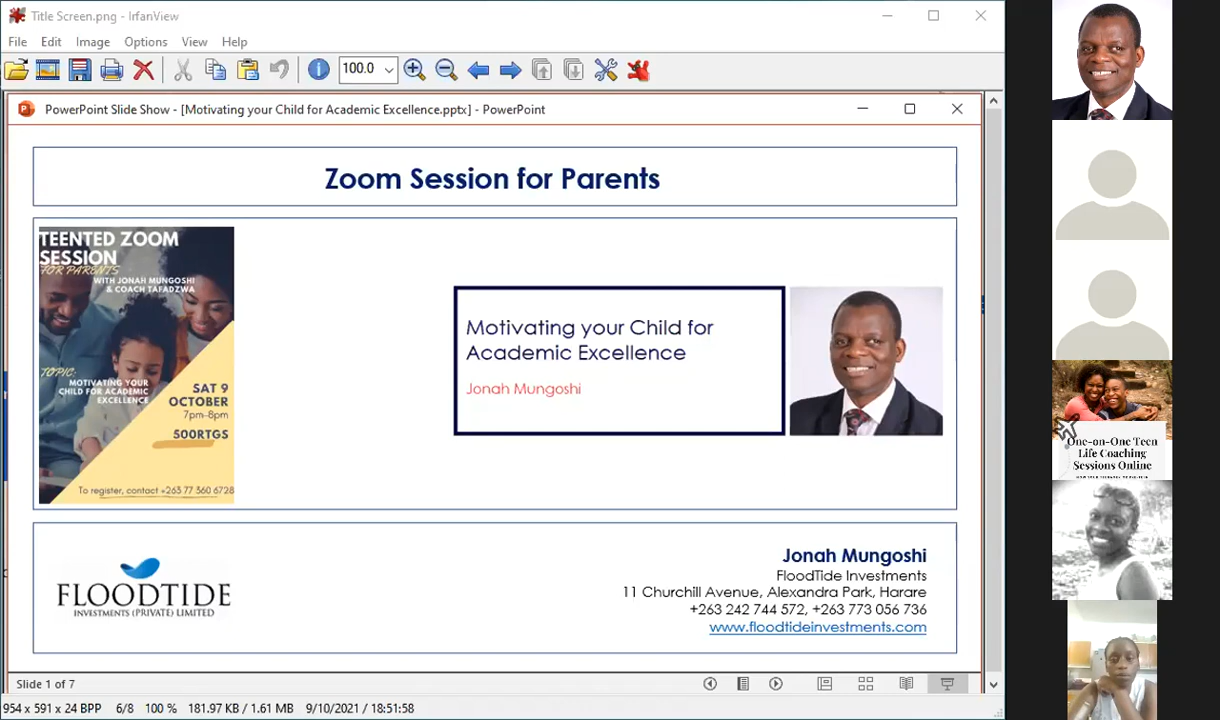 Title Screen.png - IrfanView
File Edit Image Options View Help
100.0
PowerPoint Slide Show - [Motivating your Child for Academic Excellence.pptx] - PowerPoint
Zoom Session for Parents
TEENTED ZOOM
SESSION
FOR PARENTS
WITH JONAH MUNGOSHI
& COACH TAFADZWA
TOPIC:
MOTIVATING YOUR
CHILD FOR ACADEMIC
EXCELLENCE
SAT 9
OCTOBER
7pm-8pm
500RTGS
To register, contact +263 77 360 6728
Motivating your Child for
Academic Excellence
Jonah Mungoshi
FLOODTIDE
INVESTMENTS (PRIVATE) LIMITED
Jonah Mungoshi
FloodTide Investments
11 Churchill Avenue, Alexandra Park, Harare
+263 242 744 572, +263 773 056 736
www.floodtideinvestments.com
Slide 1 of 7
954 x 591 x 24 BPP 6/8 100 % 181.97 KB / 1.61 MB 9/10/2021 / 18:51:58
One-on-One Teen
Life Coaching
Sessions Online